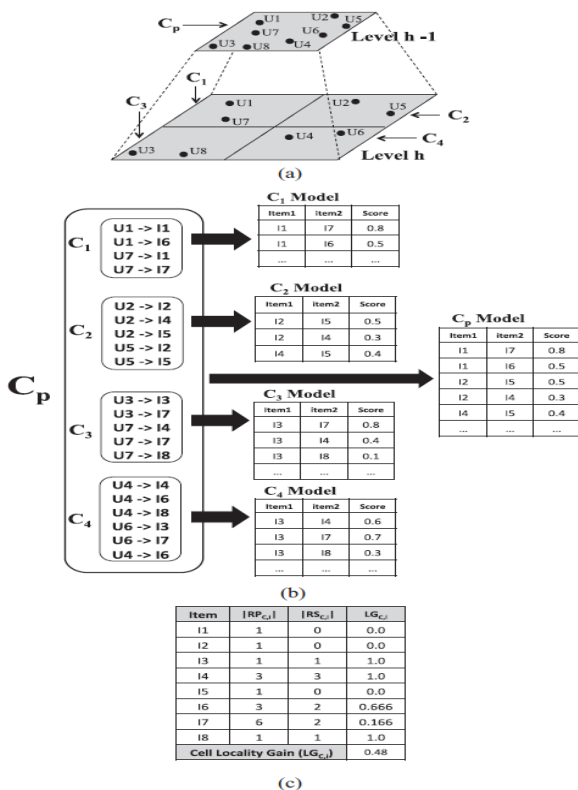 U1
U2
U5
Cp
U7
U6
U3
U8
U4
Level h -1
C1
C3
U1
U2
U5
C2
U7
U4
U6
C4
U3
U8
Level h
(a)
C1 Model
Item1 item2 Score
I1 I7 0.8
I1 I6 0.5
... ... ...
C1
U1 -> I1
U1 -> I6
U7 -> I1
U7 -> I7
C2 Model
Item1 item2 Score
I2 I5 0.5
I2 I4 0.3
I4 I5 0.4
C2
U2 -> I2
U2 -> I4
U2 -> I5
U5 -> I2
U5 -> I5
Cp Model
Item1 item2 Score
I1 I7 0.8
I1 I6 0.5
I2 I5 0.5
I2 I4 0.3
I4 I5 0.4
... ... ...
Cp
C3 Model
Item1 item2 Score
I3 I7 0.8
I3 I4 0.4
I3 I8 0.1
... ... ...
C3
U3 -> I3
U3 -> I7
U7 -> I4
U7 -> I7
U7 -> I8
C4 Model
Item1 item2 Score
I3 I4 0.6
I3 I7 0.7
I3 I8 0.3
... ... ...
C4
U4 -> I4
U4 -> I6
U4 -> I8
U6 -> I3
U6 -> I7
U4 -> I6
(b)
Item |RPc,i| |RSc,i| LGc,i
I1 1 0 0.0
I2 1 0 0.0
I3 1 1 1.0
I4 3 3 1.0
I5 1 0 0.0
I6 3 2 0.666
I7 6 2 0.166
I8 1 1 1.0
Cell Locality Gain (LGc,i) 0.48
(c)